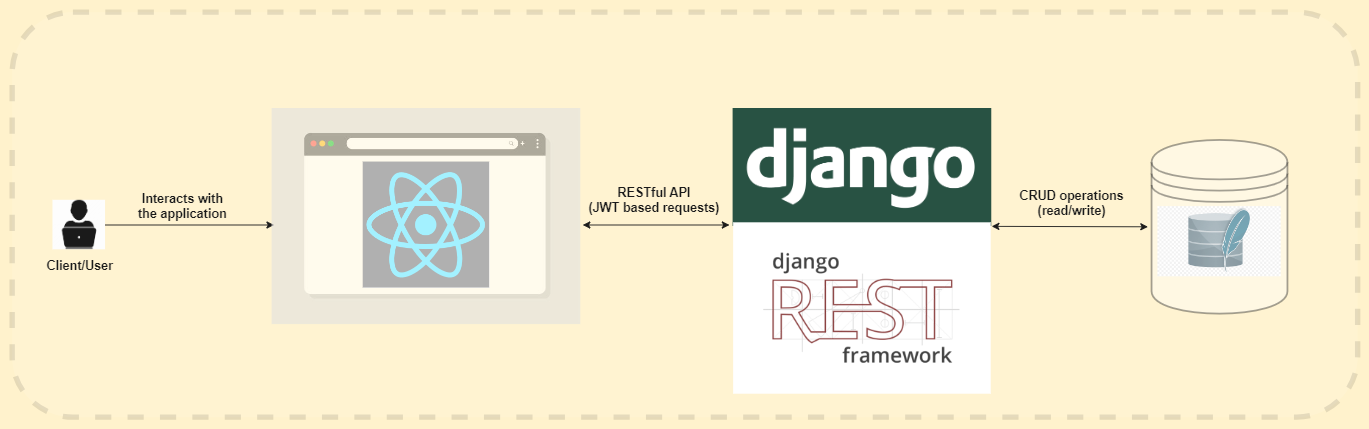 Client/User
Interacts with
the application
RESTful API
(JWT based requests)
django
django
REST
framework
CRUD operations
(read/write)